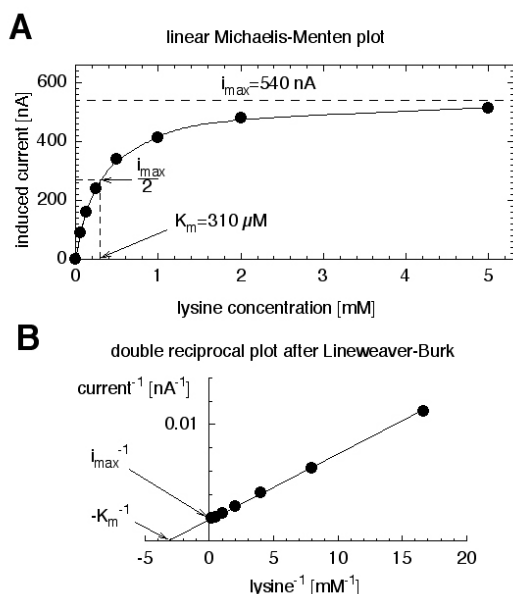 A
linear Michaelis-Menten plot
induced current [nA]
600
400
200
0
i_max=540 nA
i_max
2
K_m=310 µM
0 1 2 3 4 5
lysine concentration [mM]
B
double reciprocal plot after Lineweaver-Burk
current⁻¹ [nA⁻¹]
0.01
i_max⁻¹
-K_m⁻¹
-5 0 5 10 15 20
lysine⁻¹ [mM⁻¹]